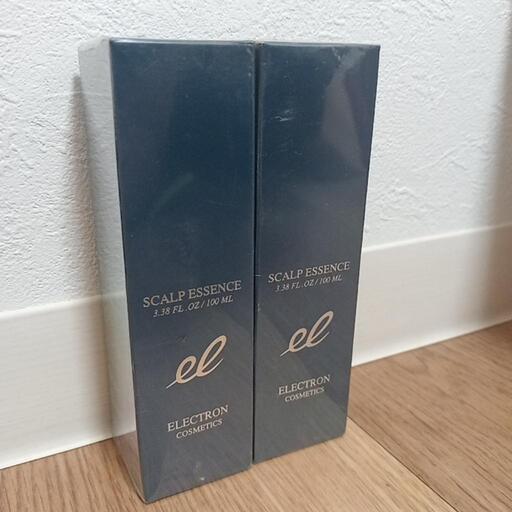 SCALP ESSENCE
3.38 FL .OZ / 100 ML
el
ELECTRON
COSMETICS
SCALP ESSENCE
3.38 FL .OZ / 100 ML
el
ELECTRON
COSMETICS